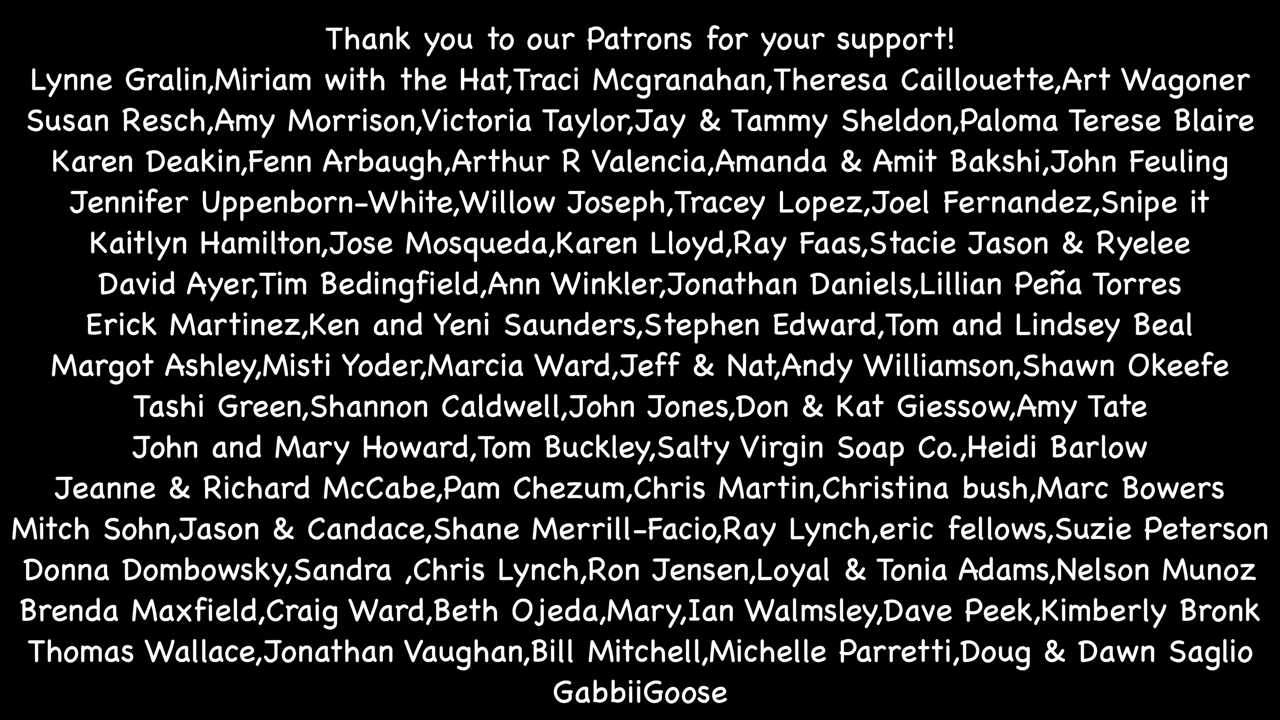 Thank you to our Patrons for your support!
Lynne Gralin,Miriam with the Hat,Traci Mcgranahan,Theresa Caillouette,Art Wagoner
Susan Resch,Amy Morrison,Victoria Taylor,Jay & Tammy Sheldon,Paloma Terese Blaire
Karen Deakin,Fenn Arbaugh,Arthur R Valencia,Amanda & Amit Bakshi,John Feuling
Jennifer Uppenborn-White,Willow Joseph,Tracey Lopez,Joel Fernandez,Snipe it
Kaitlyn Hamilton,Jose Mosqueda,Karen Lloyd,Ray Faas,Stacie Jason & Ryelee
David Ayer,Tim Bedingfield,Ann Winkler,Jonathan Daniels,Lillian Peña Torres
Erick Martinez,Ken and Yeni Saunders,Stephen Edward,Tom and Lindsey Beal
Margot Ashley,Misti Yoder,Marcia Ward,Jeff & Nat,Andy Williamson,Shawn Okeefe
Tashi Green,Shannon Caldwell,John Jones,Don & Kat Giessow,Amy Tate
John and Mary Howard,Tom Buckley,Salty Virgin Soap Co.,Heidi Barlow
Jeanne & Richard McCabe,Pam Chezum,Chris Martin,Christina bush,Marc Bowers
Mitch Sohn,Jason & Candace,Shane Merrill-Facio,Ray Lynch,eric fellows,Suzie Peterson
Donna Dombowsky,Sandra ,Chris Lynch,Ron Jensen,Loyal & Tonia Adams,Nelson Munoz
Brenda Maxfield,Craig Ward,Beth Ojeda,Mary,Ian Walmsley,Dave Peek,Kimberly Bronk
Thomas Wallace,Jonathan Vaughan,Bill Mitchell,Michelle Parretti,Doug & Dawn Saglio
GabbiiGoose